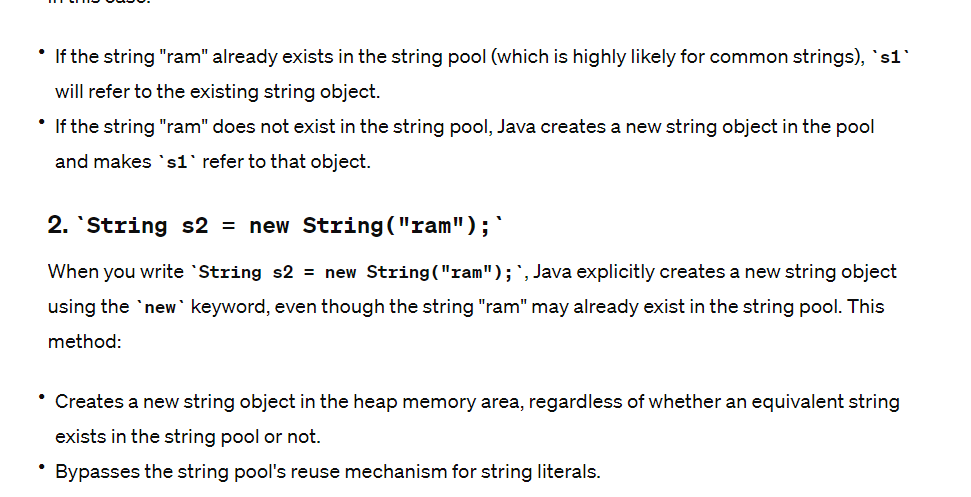 in this case:
• If the string "ram" already exists in the string pool (which is highly likely for common strings), `s1`
will refer to the existing string object.
• If the string "ram" does not exist in the string pool, Java creates a new string object in the pool
and makes `s1` refer to that object.
2. `String s2 = new String("ram");`
When you write `String s2 = new String("ram");`, Java explicitly creates a new string object
using the `new` keyword, even though the string "ram" may already exist in the string pool. This
method:
• Creates a new string object in the heap memory area, regardless of whether an equivalent string
exists in the string pool or not.
• Bypasses the string pool's reuse mechanism for string literals.